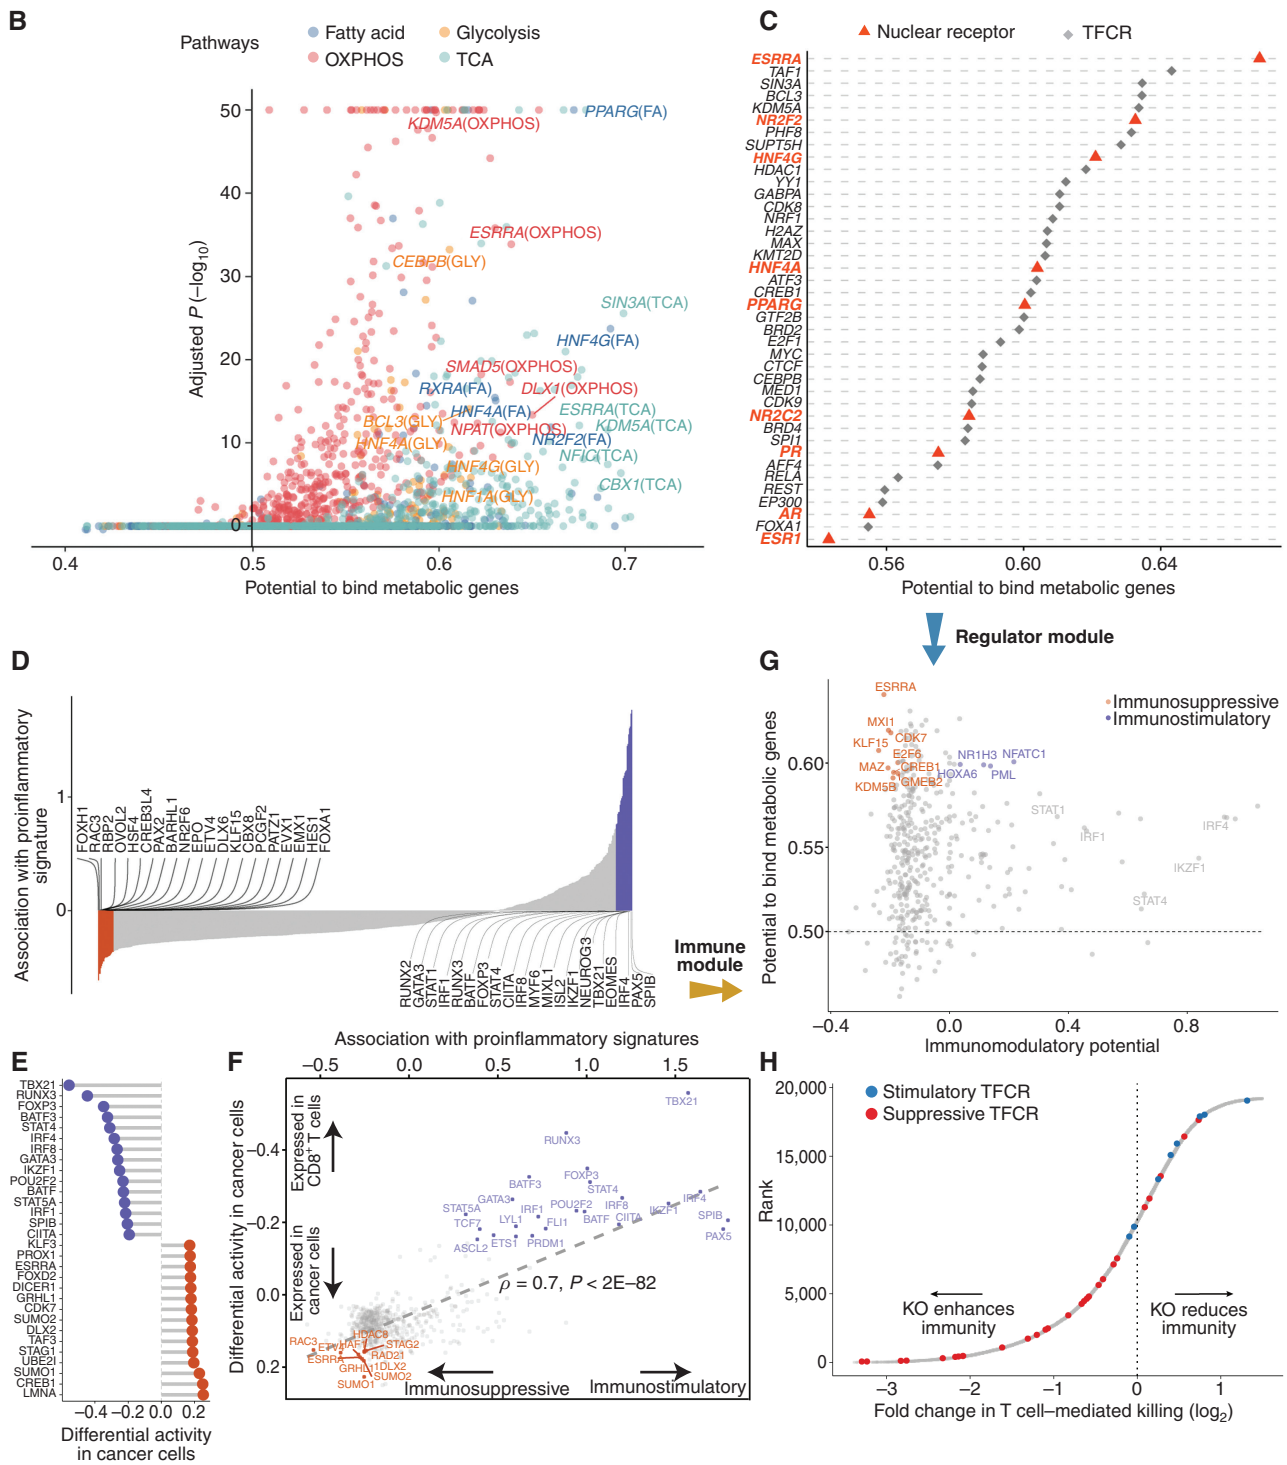 B
Pathways
Fatty acid
Glycolysis
OXPHOS
TCA
Adjusted P (–log10)
50
40
30
20
10
0
PPARG(FA)
KDM5A(OXPHOS)
ESRRA(OXPHOS)
CEBPB(GLY)
SIN3A(TCA)
HNF4G(FA)
SMAD5(OXPHOS)
RXRA(FA)
DLX1(OXPHOS)
HNF4A(FA)
ESRRA(TCA)
BCL3(GLY)
NPAT(OXPHOS)
KDM5A(TCA)
HNF4A(GLY)
NR2F2(FA)
NFIC(TCA)
HNF4G(GLY)
CBX1(TCA)
HNF1A(GLY)
0.4
0.5
0.6
0.7
Potential to bind metabolic genes
C
Nuclear receptor
TFCR
ESRRA
TAF1
SIN3A
BCL3
KDM5A
NR2F2
PHF8
SUPT5H
HNF4G
HDAC1
YY1
GABPA
CDK8
NRF1
H2AZ
MAX
KMT2D
HNF4A
ATF3
CREB1
PPARG
GTF2B
BRD2
E2F1
MYC
CTCF
CEBPB
MED1
CDK9
NR2C2
BRD4
SPI1
PR
AFF4
RELA
REST
EP300
AR
FOXA1
ESR1
0.56
0.60
0.64
Potential to bind metabolic genes
Regulator module
D
Association with proinflammatory
signature
1
0
FOXH1
RAC3
RBP2
OVOL2
HSF4
CREB3L4
PAX2
BARHL1
NR2F6
EPO
ETV4
DLX6
KLF15
CBX8
PCGF2
PATZ1
EVX1
EMX1
HES1
FOXA1
RUNX2
GATA3
STAT1
IRF1
RUNX3
BATF
FOXP3
STAT4
CIITA
IRF8
MYF6
MIXL1
ISL2
IKZF1
NEUROG3
TBX21
EOMES
IRF4
PAX5
SPIB
Immune
module
G
Potential to bind metabolic genes
0.60
0.55
0.50
Immunosuppressive
Immunostimulatory
ESRRA
MXI1
CDK7
KLF15
E2F6
MAZ
CREB1
KDM5B
GMEB2
NR1H3
NFATC1
HOXA6
PML
STAT1
IRF1
IRF4
IKZF1
STAT4
–0.4
0.0
0.4
0.8
Immunomodulatory potential
E
TBX21
RUNX3
FOXP3
BATF3
STAT4
IRF4
IRF8
GATA3
IKZF1
POU2F2
BATF
STAT5A
IRF1
SPIB
CIITA
KLF3
PROX1
ESRRA
FOXD2
DICER1
GRHL1
CDK7
SUMO2
DLX2
TAF3
STAG1
UBE2I
SUMO1
CREB1
LMNA
–0.4
–0.2
0.0
0.2
Differential activity
in cancer cells
F
Association with proinflammatory signatures
–0.5
0.0
0.5
1.0
1.5
Differential activity in cancer cells
–0.4
–0.2
0.0
0.2
Expressed in
CD8+ T cells
Expressed in
cancer cells
TBX21
RUNX3
FOXP3
BATF3
STAT4
GATA3
IRF8
IRF4
STAT5A
IRF1
POU2F2
IKZF1
TCF7
LYL1
FLI1
BATF
CIITA
SPIB
ASCL2
ETS1
PRDM1
PAX5
ρ = 0.7, P < 2E–82
HDAC8
RAC3
STAG2
ESRRA
RAD21
GRHL1
DLX2
SUMO2
SUMO1
Immunosuppressive
Immunostimulatory
H
Stimulatory TFCR
Suppressive TFCR
Rank
20,000
15,000
10,000
5,000
0
KO enhances
immunity
KO reduces
immunity
–3
–2
–1
0
1
Fold change in T cell–mediated killing (log2)